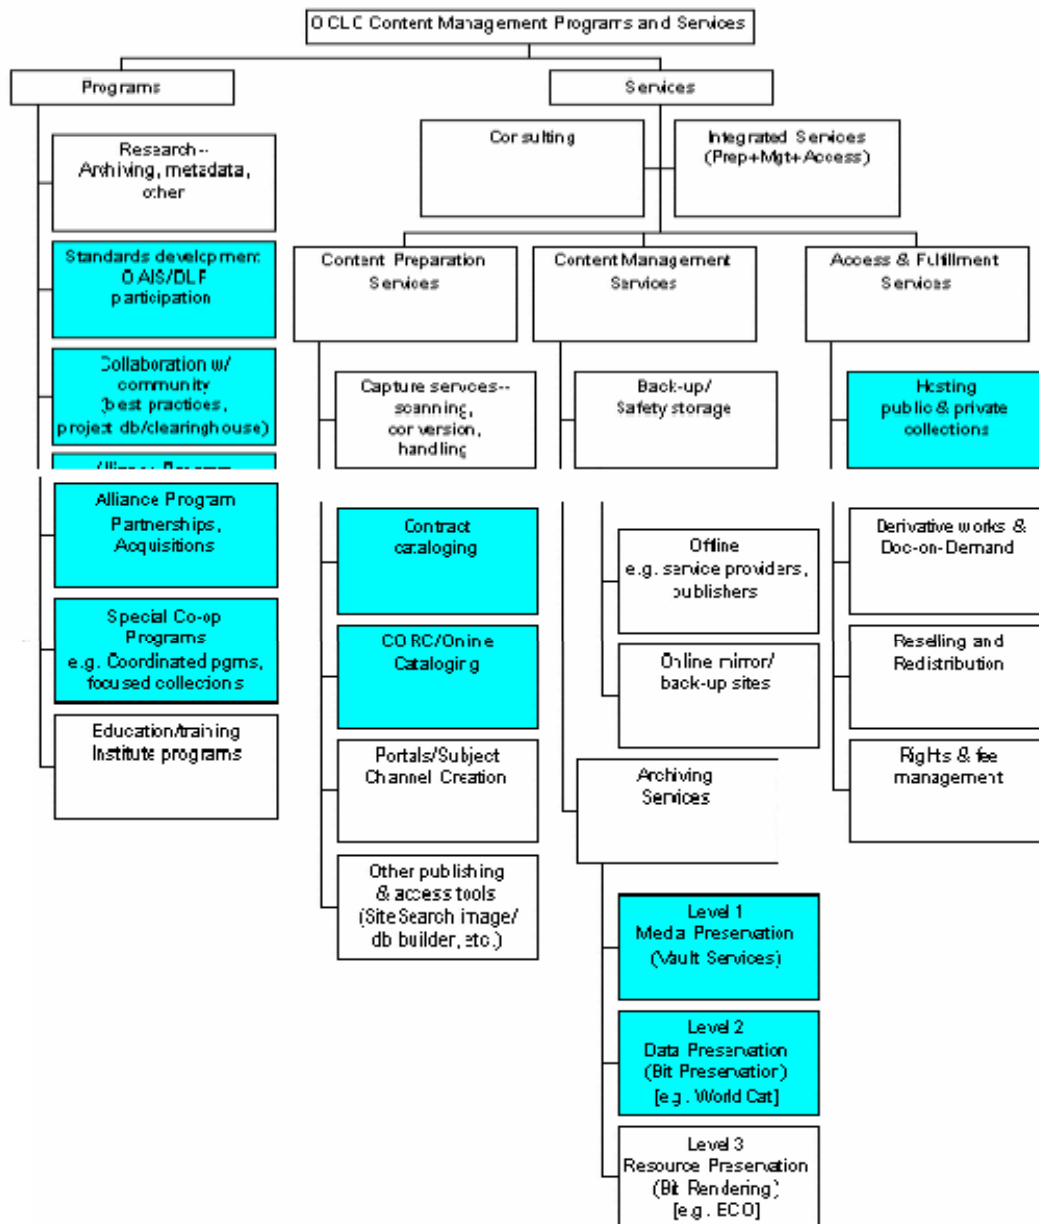 OCLC Content Management Programs and Services
Programs
Services
Consulting
Integrated Services
(Prep+Mgt+Access)
Research--
Archiving, metadata,
other
Standards development
OAIS/DLF
participation
Collaboration w/
community
(best practices,
project db/clearinghouse)
Alliance Program
Alliance Program
Partnerships,
Acquisitions
Special Co-op
Programs
e.g. Coordinated pgms,
focused collections
Education/training
Institute programs
Content Preparation
Services
Capture services--
scanning,
conversion,
handling
Contract
cataloging
CORC/Online
Cataloging
Portals/Subject
Channel Creation
Other publishing
& access tools
(SiteSearch image/
db builder, etc.)
Content Management
Services
Back-up/
Safety storage
Offline
e.g. service providers,
publishers
Online mirror/
back-up sites
Archiving
Services
Level 1
Media Preservation
(Vault Services)
Level 2
Data Preservation
(Bit Preservation)
[e.g. World Cat]
Level 3
Resource Preservation
(Bit Rendering)
[e.g. ECO]
Access & Fulfillment
Services
Hosting
public & private
collections
Derivative works &
Doc-on-Demand
Reselling and
Redistribution
Rights & fee
management